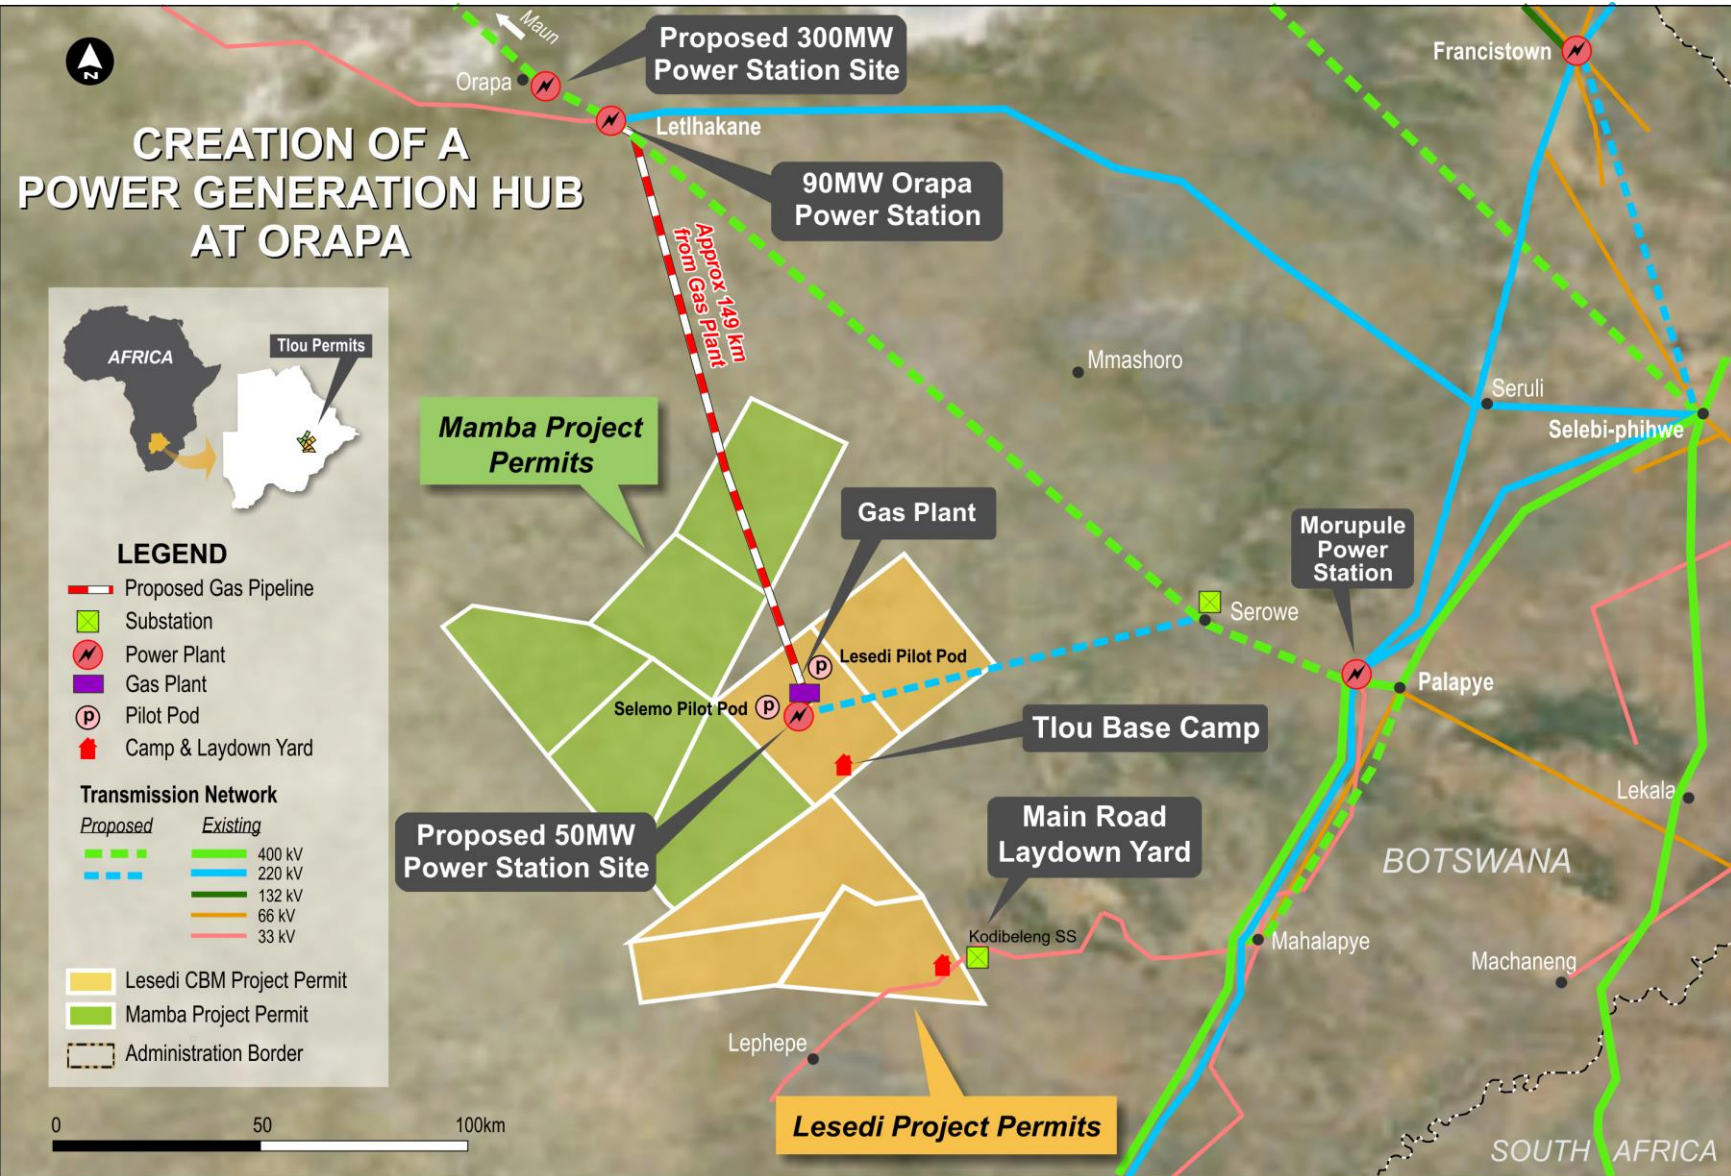 Maun
Proposed 300MW
Power Station Site
Francistown
Orapa
Letlhakane
CREATION OF A
POWER GENERATION HUB
AT ORAPA
90MW Orapa
Power Station
Approx 149 km
from Gas Plant
AFRICA
Tlou Permits
Mmashoro
Seruli
Selebi-phihwe
Mamba Project
Permits
Gas Plant
Morupule
Power
Station
LEGEND
Proposed Gas Pipeline
Substation
Power Plant
Gas Plant
Pilot Pod
P
Camp & Laydown Yard
Serowe
P
Lesedi Pilot Pod
Selemo Pilot Pod
P
Palapye
Tlou Base Camp
Transmission Network
Proposed
Existing
400 kV
220 kV
132 kV
66 kV
33 kV
Lekala
Proposed 50MW
Power Station Site
Main Road
Laydown Yard
BOTSWANA
Kodibeleng SS
Mahalapye
Machaneng
Lesedi CBM Project Permit
Mamba Project Permit
Administration Border
Lephepe
Lesedi Project Permits
0
50
100km
SOUTH AFRICA
N